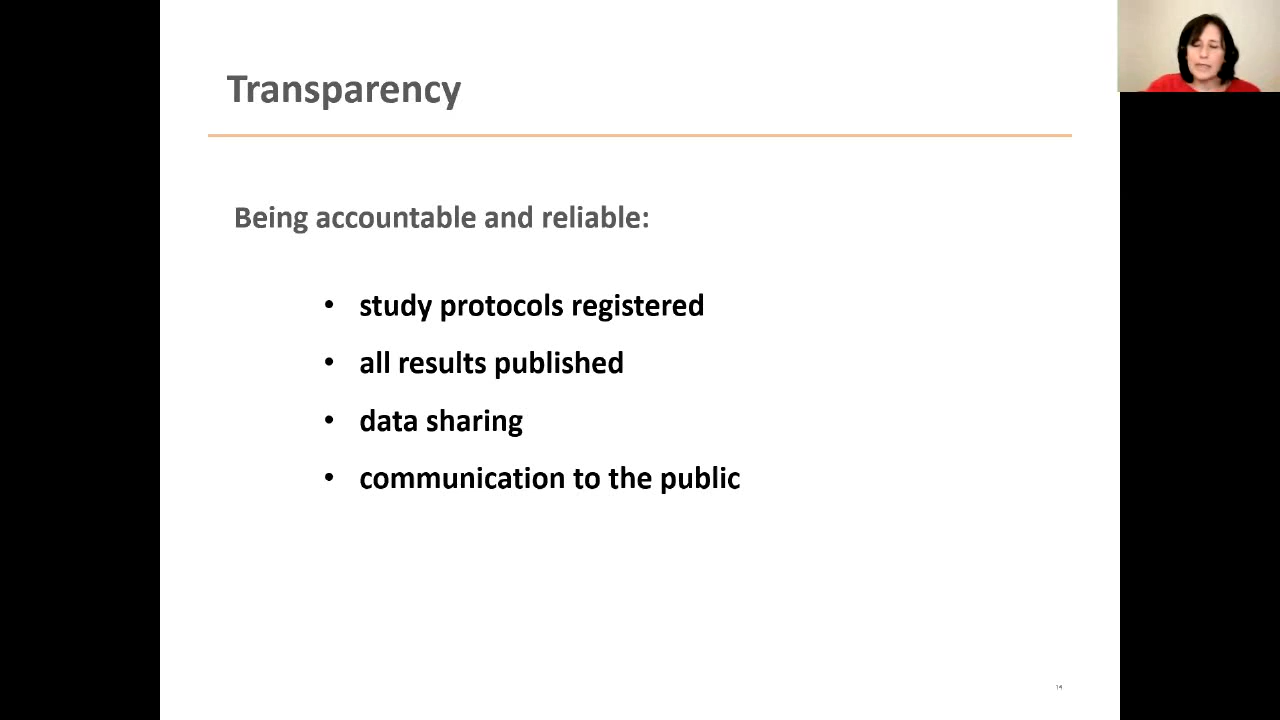 Transparency
Being accountable and reliable:
• study protocols registered
• all results published
• data sharing
• communication to the public
14